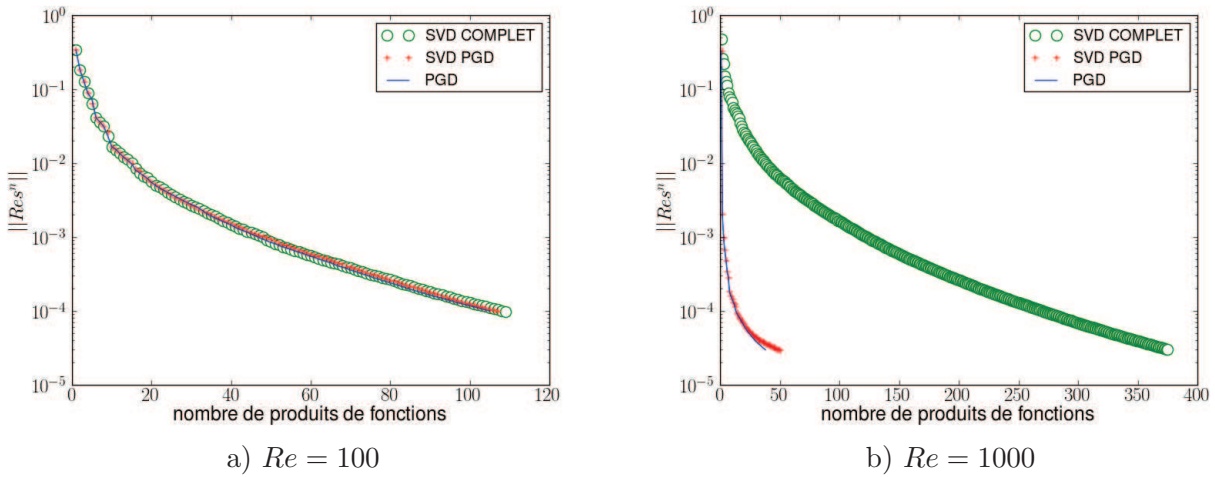 10^0
10^-1
10^-2
10^-3
10^-4
10^-5
||Res^n||
SVD COMPLET
SVD PGD
PGD
0 20 40 60 80 100 120
nombre de produits de fonctions
a) Re = 100
10^0
10^-1
10^-2
10^-3
10^-4
10^-5
||Res^n||
SVD COMPLET
SVD PGD
PGD
0 50 100 150 200 250 300 350 400
nombre de produits de fonctions
b) Re = 1000